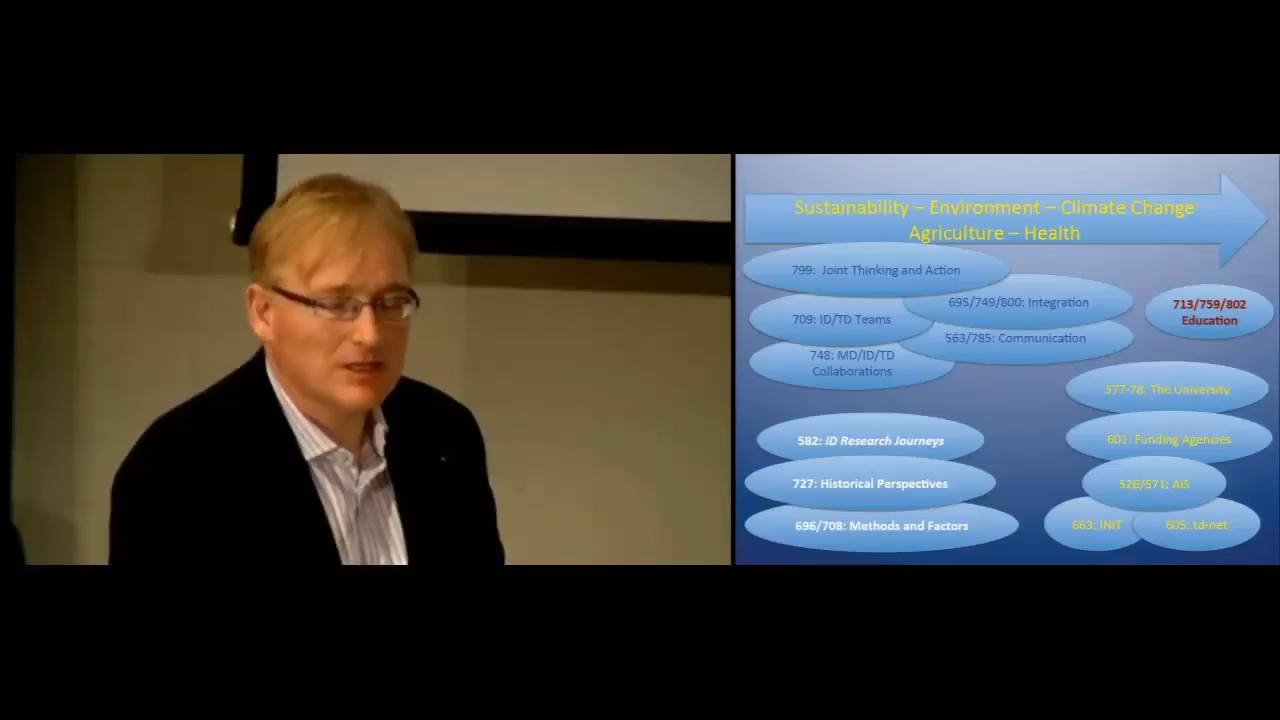 Sustainability – Environment – Climate Change
Agriculture – Health
799: Joint Thinking and Action
695/749/800: Integration
713/759/802
Education
709: ID/TD Teams
563/785: Communication
748: MD/ID/TD
Collaborations
577-78: The University
582: ID Research Journeys
601: Funding Agencies
727: Historical Perspectives
526/571: AIS
696/708: Methods and Factors
663: INIT
605: td-net